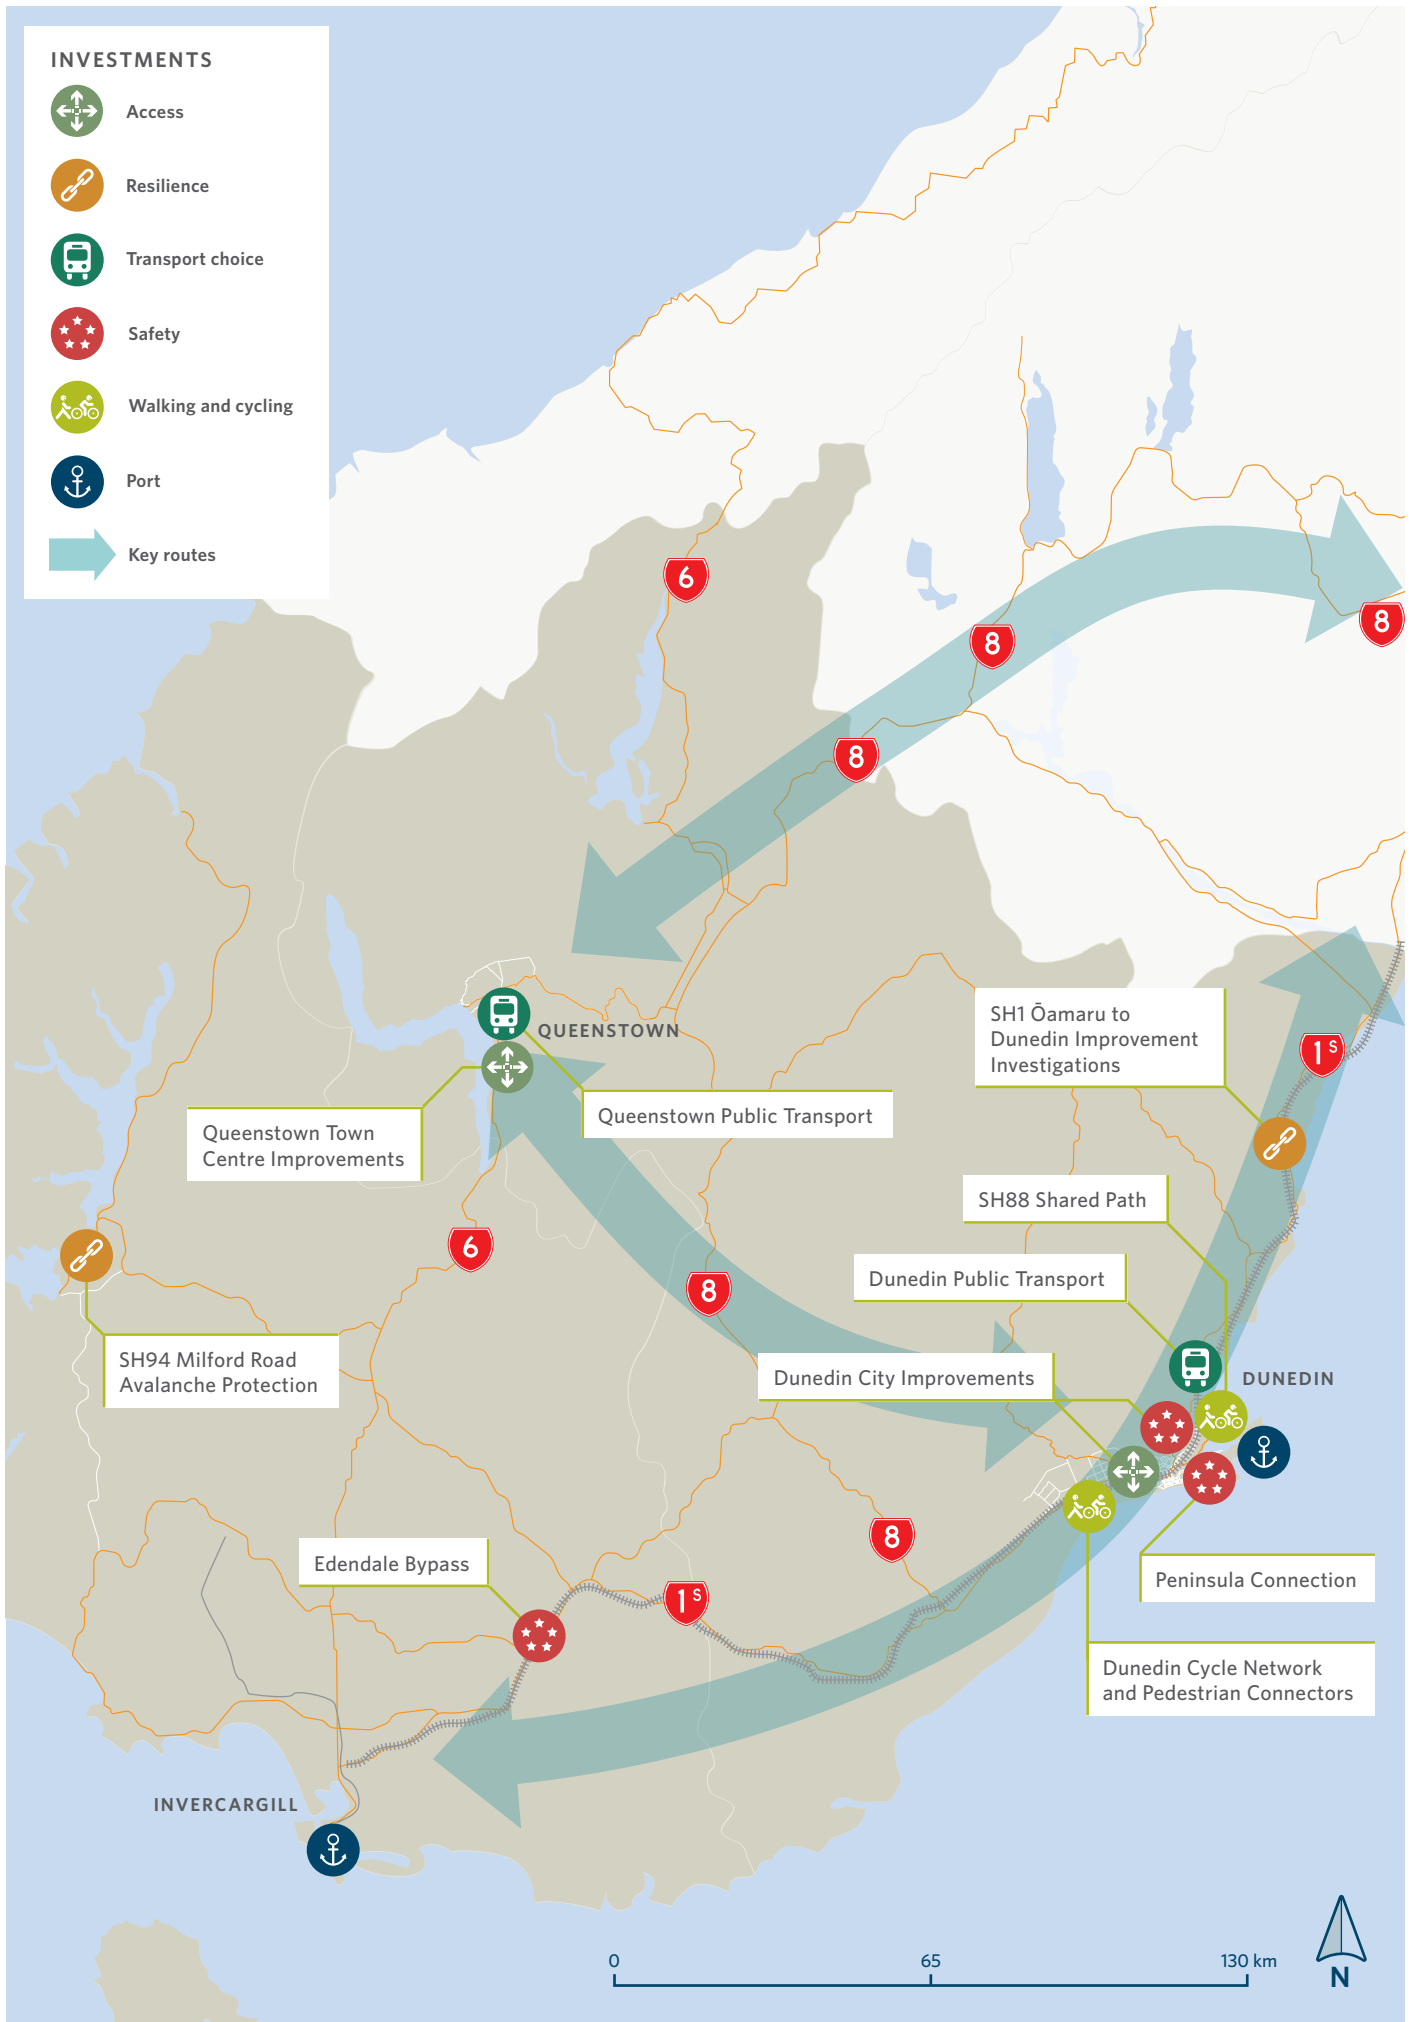 INVESTMENTS
Access
Resilience
Transport choice
Safety
Walking and cycling
Port
Key routes
6
8
8
8
QUEENSTOWN
SH1 Ōamaru to
Dunedin Improvement
Investigations
1 S
Queenstown Public Transport
Queenstown Town
Centre Improvements
SH88 Shared Path
6
8
Dunedin Public Transport
SH94 Milford Road
Avalanche Protection
Dunedin City Improvements
DUNEDIN
Edendale Bypass
8
1 S
Peninsula Connection
Dunedin Cycle Network
and Pedestrian Connectors
INVERCARGILL
0 65 130 km
N